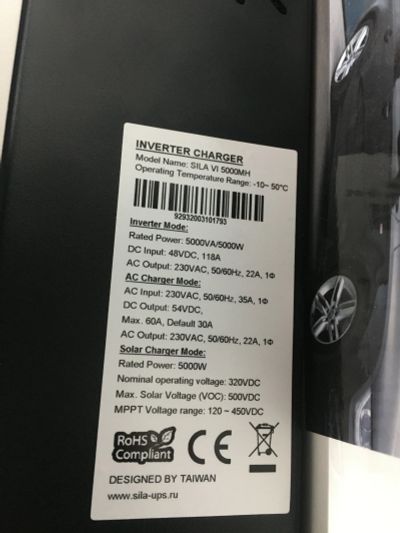 INVERTER CHARGER
Model Name: SILA VI 5000MH
Operating Temperature Range: -10~ 50°C
92932003101793
Inverter Mode:
Rated Power: 5000VA/5000W
DC Input: 48VDC, 118A
AC Output: 230VAC, 50/60Hz, 22A, 1Φ
AC Charger Mode:
AC Input: 230VAC, 50/60Hz, 35A, 1Φ
DC Output: 54VDC,
Max. 60A, Default 30A
AC Output: 230VAC, 50/60Hz, 22A, 1Φ
Solar Charger Mode:
Rated Power: 5000W
Nominal operating voltage: 320VDC
Max. Solar Voltage (VOC): 500VDC
MPPT Voltage range: 120 ~ 450VDC
RoHS
Compliant
CE
DESIGNED BY TAIWAN
www.sila-ups.ru